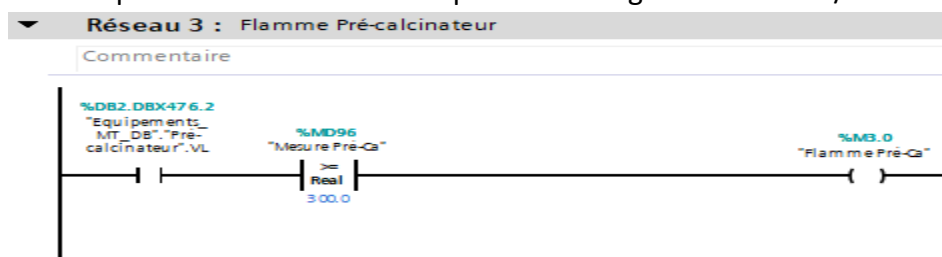 Réseau 3 : Flamme Pré-calcinateur
Commentaire
%DB2.DBX476.2
"Equipements_
MT_DB"."Pré-
calcinateur".VL
%MD96
"Mesure Pré-Ca"
>=
Real
300.0
%M3.0
"Flamme Pré-Ca"